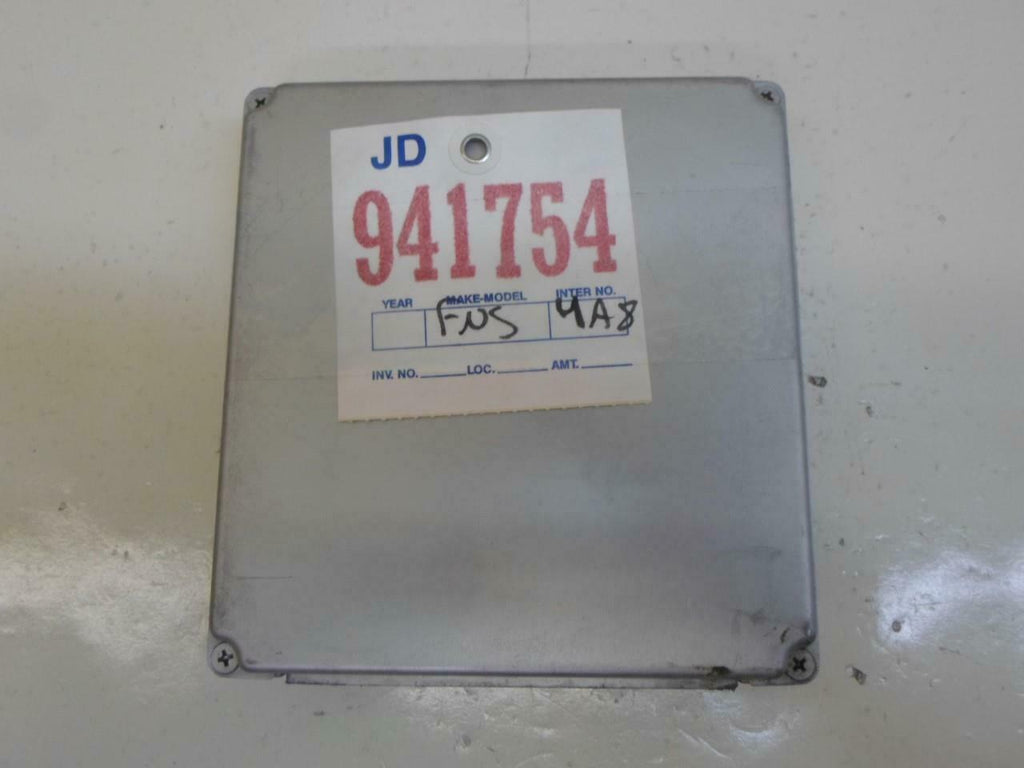 JD
941754
YEAR MAKE-MODEL INTER NO.
FNS 4A8
INV. NO. LOC. AMT.